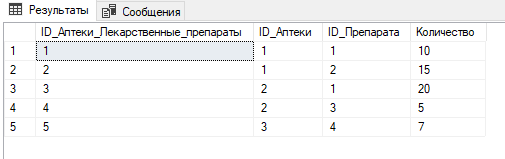 Результаты Сообщения
ID_Аптеки_Лекарственные_препараты ID_Аптеки ID_Препарата Количество
1 1 1 1 10
2 2 1 2 15
3 3 2 1 20
4 4 2 3 5
5 5 3 4 7